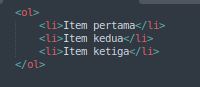 <ol>
<li>Item pertama</li>
<li>Item kedua</li>
<li>Item ketiga</li>
</ol>